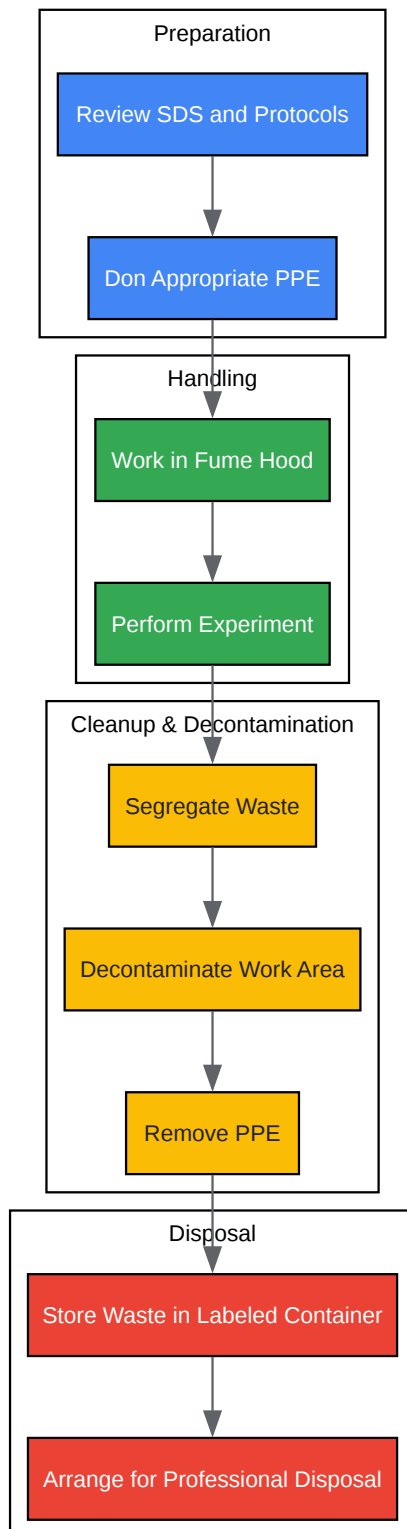 Preparation
Review SDS and Protocols
Don Appropriate PPE
Handling
Work in Fume Hood
Perform Experiment
Cleanup & Decontamination
Segregate Waste
Decontaminate Work Area
Remove PPE
Disposal
Store Waste in Labeled Container
Arrange for Professional Disposal